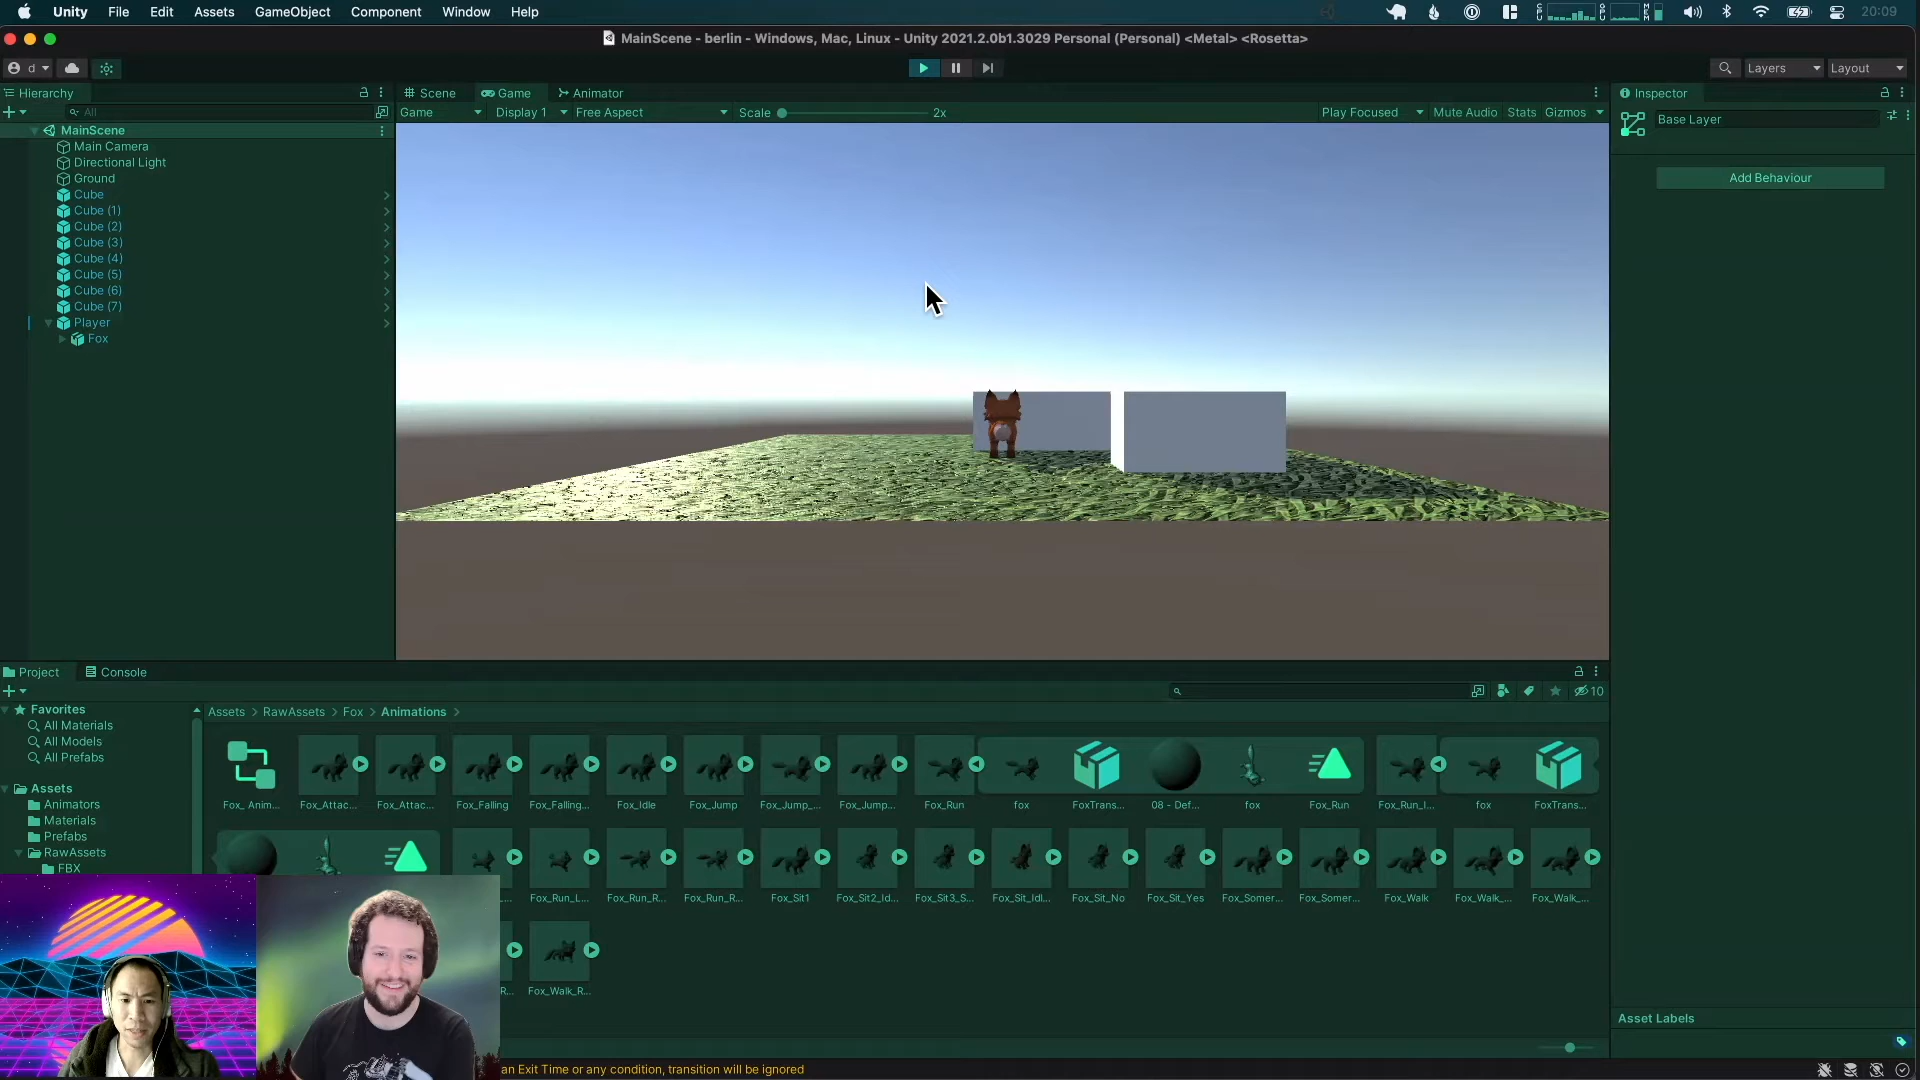 Unity File Edit Assets GameObject Component Window Help 20:09
MainScene - berlin - Windows, Mac, Linux - Unity 2021.2.0b1.3029 Personal (Personal) <Metal> <Rosetta>
d Layers Layout
Hierarchy Scene Game Animator Inspector
All Game Display 1 Free Aspect Scale 2x Play Focused Mute Audio Stats Gizmos
Base Layer
MainScene
Main Camera
Directional Light
Ground
Add Behaviour
Cube
Cube (1)
Cube (2)
Cube (3)
Cube (4)
Cube (5)
Cube (6)
Cube (7)
Player
Fox
Project Console
10
Favorites
All Materials
All Models
All Prefabs
Assets
Animators
Materials
Prefabs
RawAssets
FBX
Assets > RawAssets > Fox > Animations >
Fox_ Anim... Fox_Attac... Fox_Attac... Fox_Falling Fox_Falling... Fox_Idle Fox_Jump Fox_Jump_... Fox_Jump... Fox_Run fox FoxTrans... 08 - Def... fox Fox_Run Fox_Run_I... fox FoxTrans...
Fox_Run_L... Fox_Run_R... Fox_Run_R... Fox_Sit1 Fox_Sit2_Id... Fox_Sit3_S... Fox_Sit_Idl... Fox_Sit_No Fox_Sit_Yes Fox_Somer... Fox_Somer... Fox_Walk Fox_Walk_... Fox_Walk_...
R... Fox_Walk_R...
Asset Labels
an Exit Time or any condition, transition will be ignored